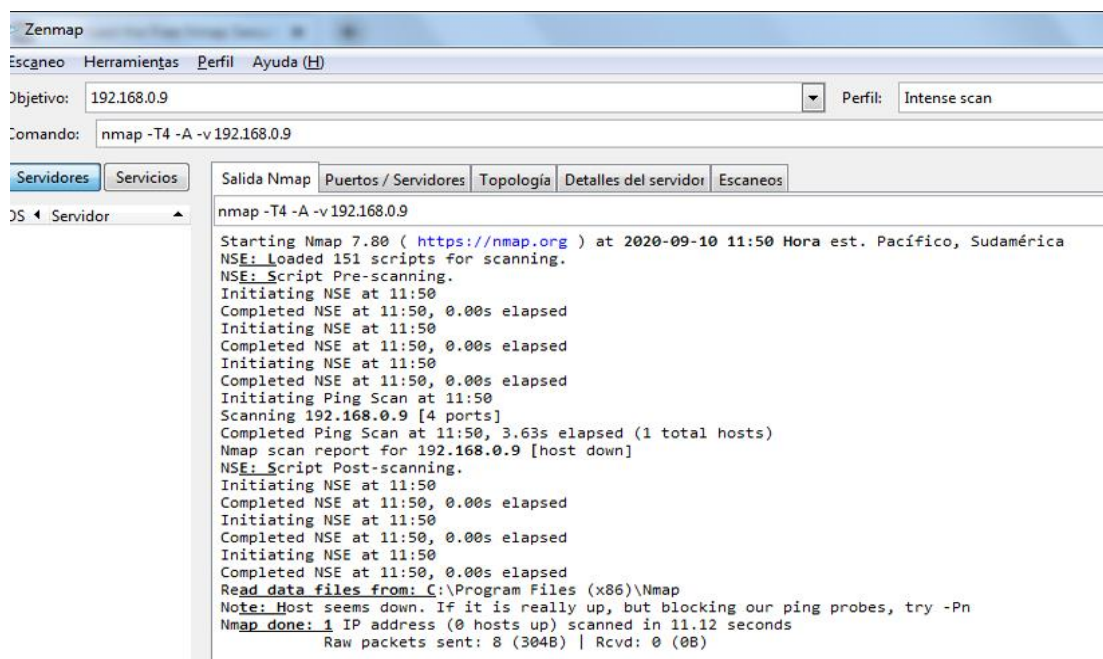 Zenmap
Escaneo Herramientas Perfil Ayuda (H)
Objetivo: 192.168.0.9 Perfil: Intense scan
Comando: nmap -T4 -A -v 192.168.0.9
Servidores Servicios Salida Nmap Puertos / Servidores Topología Detalles del servidor Escaneos
OS Servidor nmap -T4 -A -v 192.168.0.9
Starting Nmap 7.80 ( https://nmap.org ) at 2020-09-10 11:50 Hora est. Pacífico, Sudamérica
NSE: Loaded 151 scripts for scanning.
NSE: Script Pre-scanning.
Initiating NSE at 11:50
Completed NSE at 11:50, 0.00s elapsed
Initiating NSE at 11:50
Completed NSE at 11:50, 0.00s elapsed
Initiating NSE at 11:50
Completed NSE at 11:50, 0.00s elapsed
Initiating Ping Scan at 11:50
Scanning 192.168.0.9 [4 ports]
Completed Ping Scan at 11:50, 3.63s elapsed (1 total hosts)
Nmap scan report for 192.168.0.9 [host down]
NSE: Script Post-scanning.
Initiating NSE at 11:50
Completed NSE at 11:50, 0.00s elapsed
Initiating NSE at 11:50
Completed NSE at 11:50, 0.00s elapsed
Initiating NSE at 11:50
Completed NSE at 11:50, 0.00s elapsed
Read data files from: C:\Program Files (x86)\Nmap
Note: Host seems down. If it is really up, but blocking our ping probes, try -Pn
Nmap done: 1 IP address (0 hosts up) scanned in 11.12 seconds
Raw packets sent: 8 (304B) | Rcvd: 0 (0B)